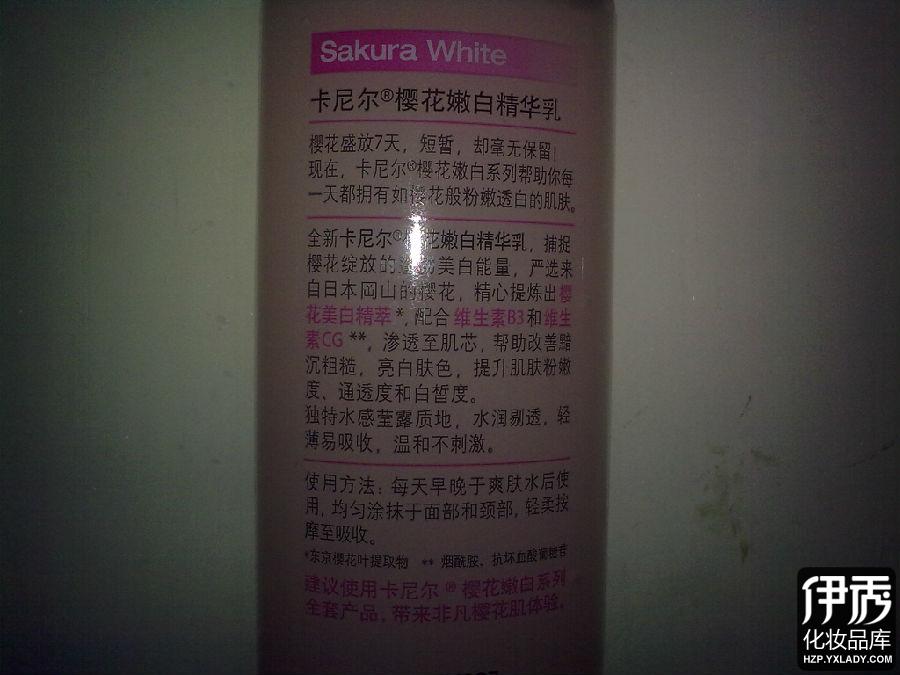 Sakura White
卡尼尔®樱花嫩白精华乳
樱花盛放7天，短暂，却毫无保留
现在，卡尼尔®樱花嫩白系列帮助你每
一天都拥有如樱花般粉嫩透白的肌肤。
全新卡尼尔®樱花嫩白精华乳，捕捉
樱花绽放的美白能量，严选来
自日本冈山的樱花，精心提炼出樱
花美白精萃*，配合维生素B3和维生
素CG**，渗透至肌芯，帮助改善黯
沉粗糙，亮白肤色，提升肌肤粉嫩
度、通透度和白皙度。
独特水感莹露质地，水润剔透，轻
薄易吸收，温和不刺激。
使用方法：每天早晚于爽肤水后使
用，均匀涂抹于面部和颈部，轻柔按
摩至吸收。
*东京樱花叶提取物 **烟酰胺、抗坏血酸葡糖苷
建议使用卡尼尔®樱花嫩白系列
全套产品，带来非凡樱花肌体验。
伊秀
化妆品库
HZP.YXLADY.COM